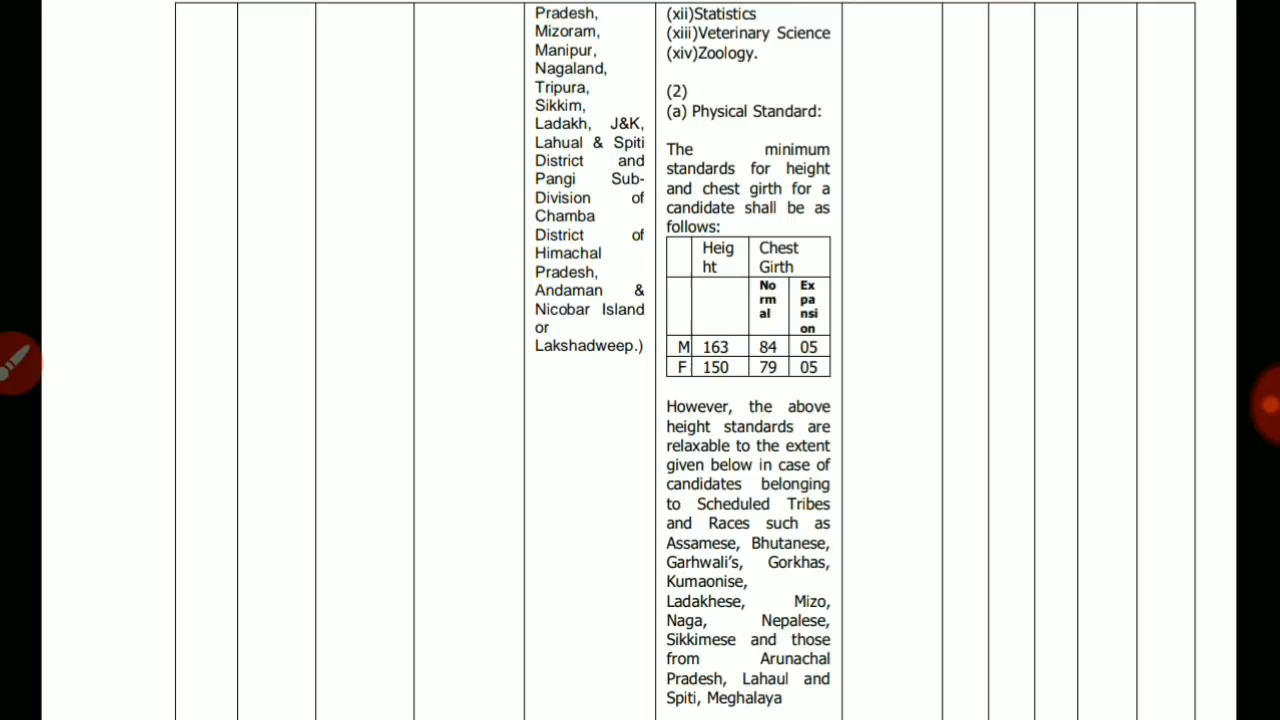 Pradesh,
Mizoram,
Manipur,
Nagaland,
Tripura,
Sikkim,
Ladakh, J&K,
Lahual & Spiti
District and
Pangi Sub-
Division of
Chamba
District of
Himachal
Pradesh,
Andaman &
Nicobar Island
or
Lakshadweep.)
(xii)Statistics
(xiii)Veterinary Science
(xiv)Zoology.
(2)
(a) Physical Standard:
The minimum
standards for height
and chest girth for a
candidate shall be as
follows:
Heig
ht
Chest
Girth
No
rm
al
Ex
pa
nsi
on
M 163 84 05
F 150 79 05
However, the above
height standards are
relaxable to the extent
given below in case of
candidates belonging
to Scheduled Tribes
and Races such as
Assamese, Bhutanese,
Garhwali's, Gorkhas,
Kumaonise,
Ladakhese, Mizo,
Naga, Nepalese,
Sikkimese and those
from Arunachal
Pradesh, Lahaul and
Spiti, Meghalaya